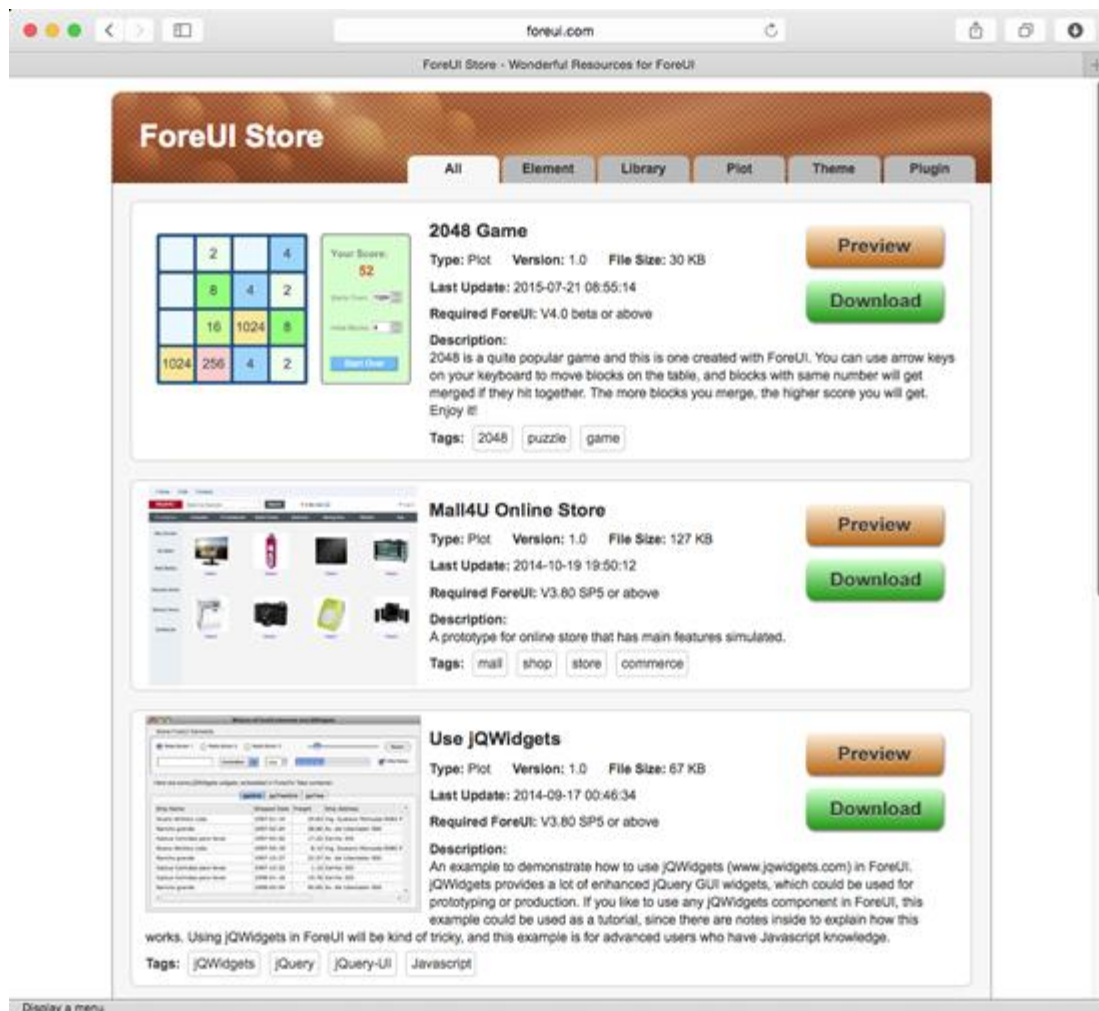 foreui.com
ForeUI Store - Wonderful Resources for ForeUI
ForeUI Store
All Element Library Plot Theme Plugin
2048 Game
Type: Plot Version: 1.0 File Size: 30 KB
Last Update: 2015-07-21 08:55:14
Required ForeUI: V4.0 beta or above
Description:
2048 is a quite popular game and this is one created with ForeUI. You can use arrow keys
on your keyboard to move blocks on the table, and blocks with same number will get
merged if they hit together. The more blocks you merge, the higher score you will get.
Enjoy it!
Tags: 2048 puzzle game
Preview
Download
2 4
8 4 2
16 1024 8
1024 256 4 2
Your Score:
52
Start Over
Mall4U Online Store
Type: Plot Version: 1.0 File Size: 127 KB
Last Update: 2014-10-19 19:50:12
Required ForeUI: V3.80 SP5 or above
Description:
A prototype for online store that has main features simulated.
Tags: mall shop store commerce
Preview
Download
Use jQWidgets
Type: Plot Version: 1.0 File Size: 67 KB
Last Update: 2014-09-17 00:46:34
Required ForeUI: V3.80 SP5 or above
Description:
An example to demonstrate how to use jQWidgets (www.jqwidgets.com) in ForeUI.
jQWidgets provides a lot of enhanced jQuery GUI widgets, which could be used for
prototyping or production. If you like to use any jQWidgets component in ForeUI, this
example could be used as a tutorial, since there are notes inside to explain how this
works. Using jQWidgets in ForeUI will be kind of tricky, and this example is for advanced users who have Javascript knowledge.
Tags: jQWidgets jQuery jQuery-UI Javascript
Preview
Download
Display a menu